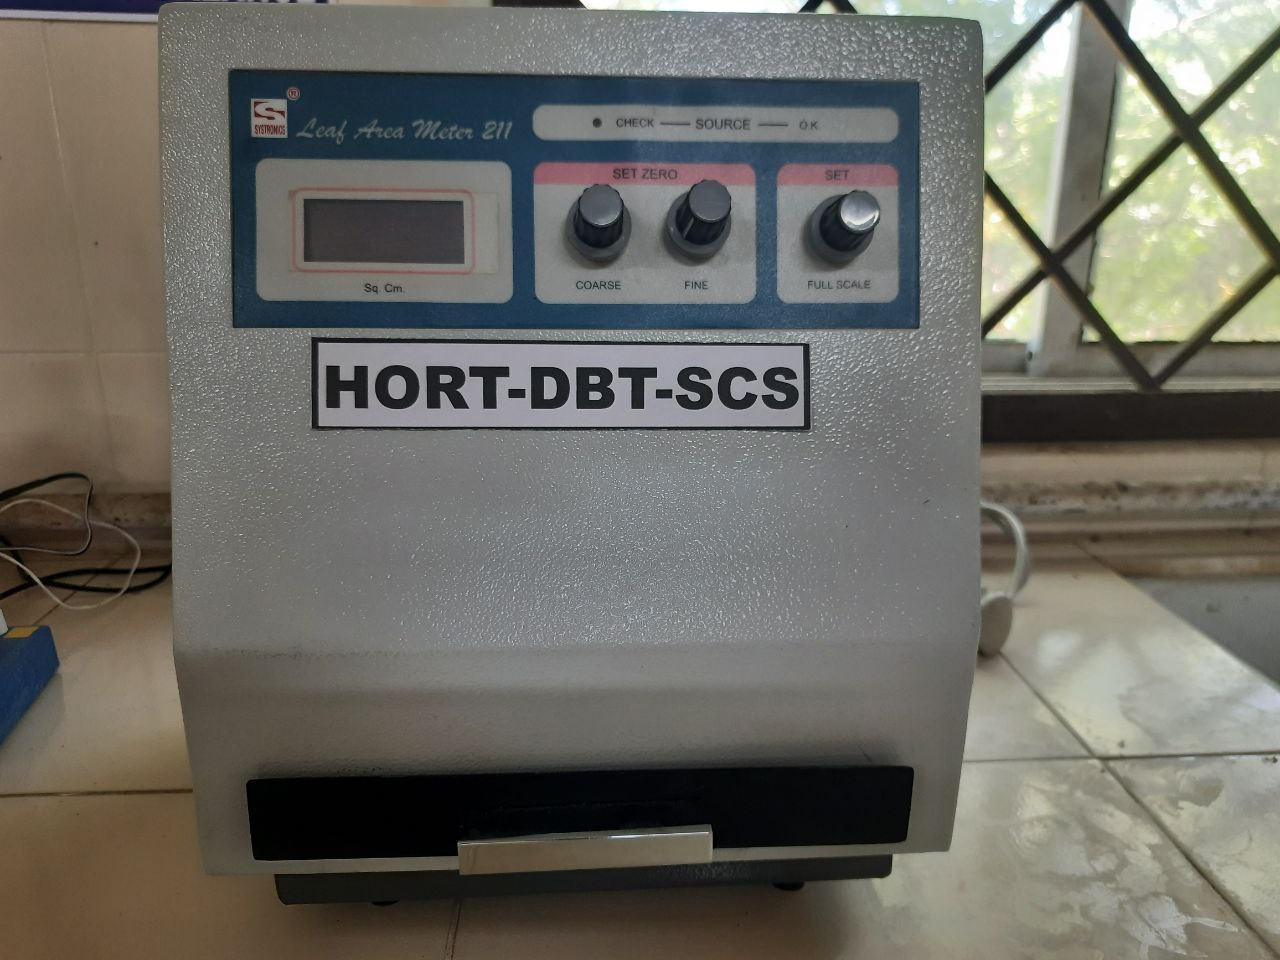 ®
SYSTRONICS
Leaf Area Meter 211
CHECK — SOURCE — OK
Sq. Cm.
SET ZERO
COARSE FINE
SET
FULL SCALE
HORT-DBT-SCS